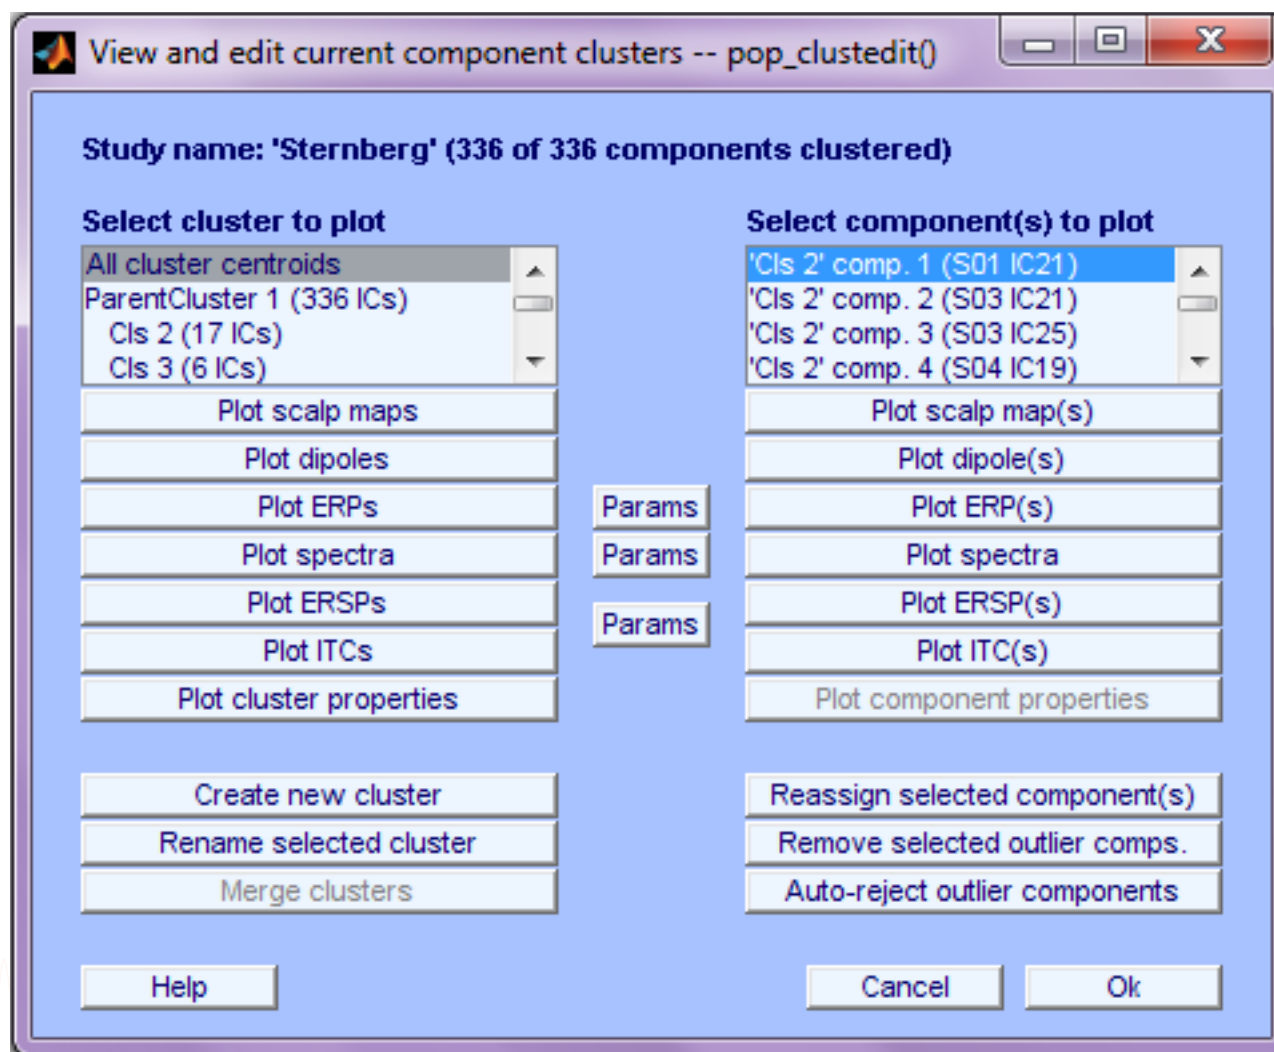 View and edit current component clusters -- pop_clustedit()
Study name: 'Sternberg' (336 of 336 components clustered)
Select cluster to plot
All cluster centroids
ParentCluster 1 (336 ICs)
Cls 2 (17 ICs)
Cls 3 (6 ICs)
Select component(s) to plot
'Cls 2' comp. 1 (S01 IC21)
'Cls 2' comp. 2 (S03 IC21)
'Cls 2' comp. 3 (S03 IC25)
'Cls 2' comp. 4 (S04 IC19)
Plot scalp maps
Plot scalp map(s)
Plot dipoles
Plot dipole(s)
Plot ERPs
Params
Plot ERP(s)
Plot spectra
Params
Plot spectra
Plot ERSPs
Params
Plot ERSP(s)
Plot ITCs
Plot ITC(s)
Plot cluster properties
Plot component properties
Create new cluster
Reassign selected component(s)
Rename selected cluster
Remove selected outlier comps.
Merge clusters
Auto-reject outlier components
Help
Cancel
Ok